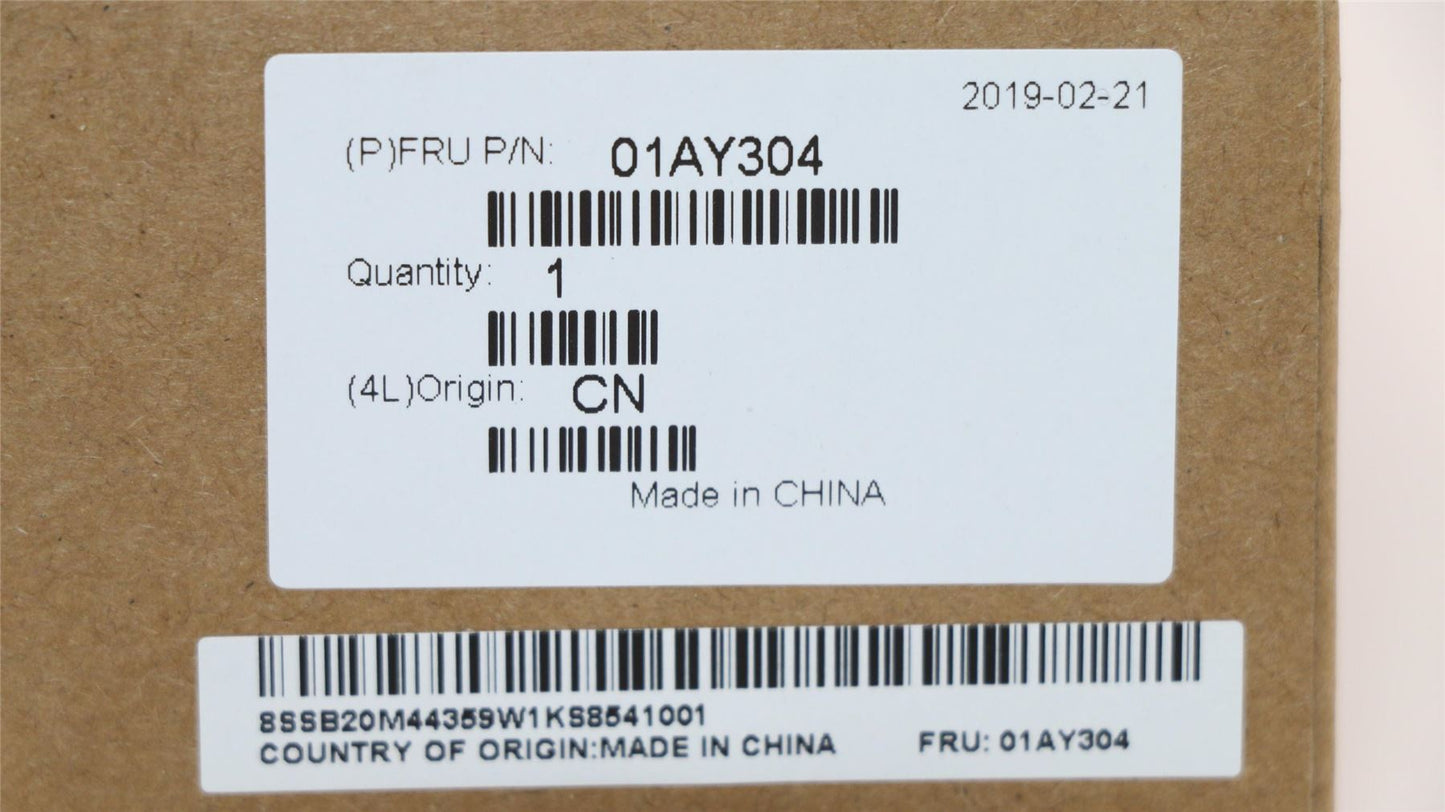 2019-02-21
(P)FRU P/N: 01AY304
Quantity: 1
(4L)Origin: CN
Made in CHINA
8SSB20M44359W1KS8541001
COUNTRY OF ORIGIN:MADE IN CHINA FRU: 01AY304